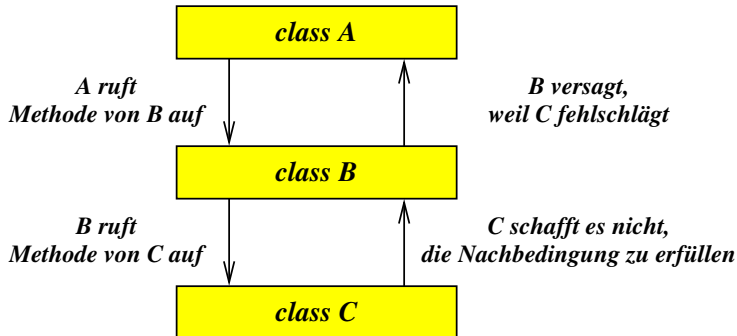 class A
A ruft
Methode von B auf
B versagt,
weil C fehlschlägt
class B
B ruft
Methode von C auf
C schafft es nicht,
die Nachbedingung zu erfüllen
class C